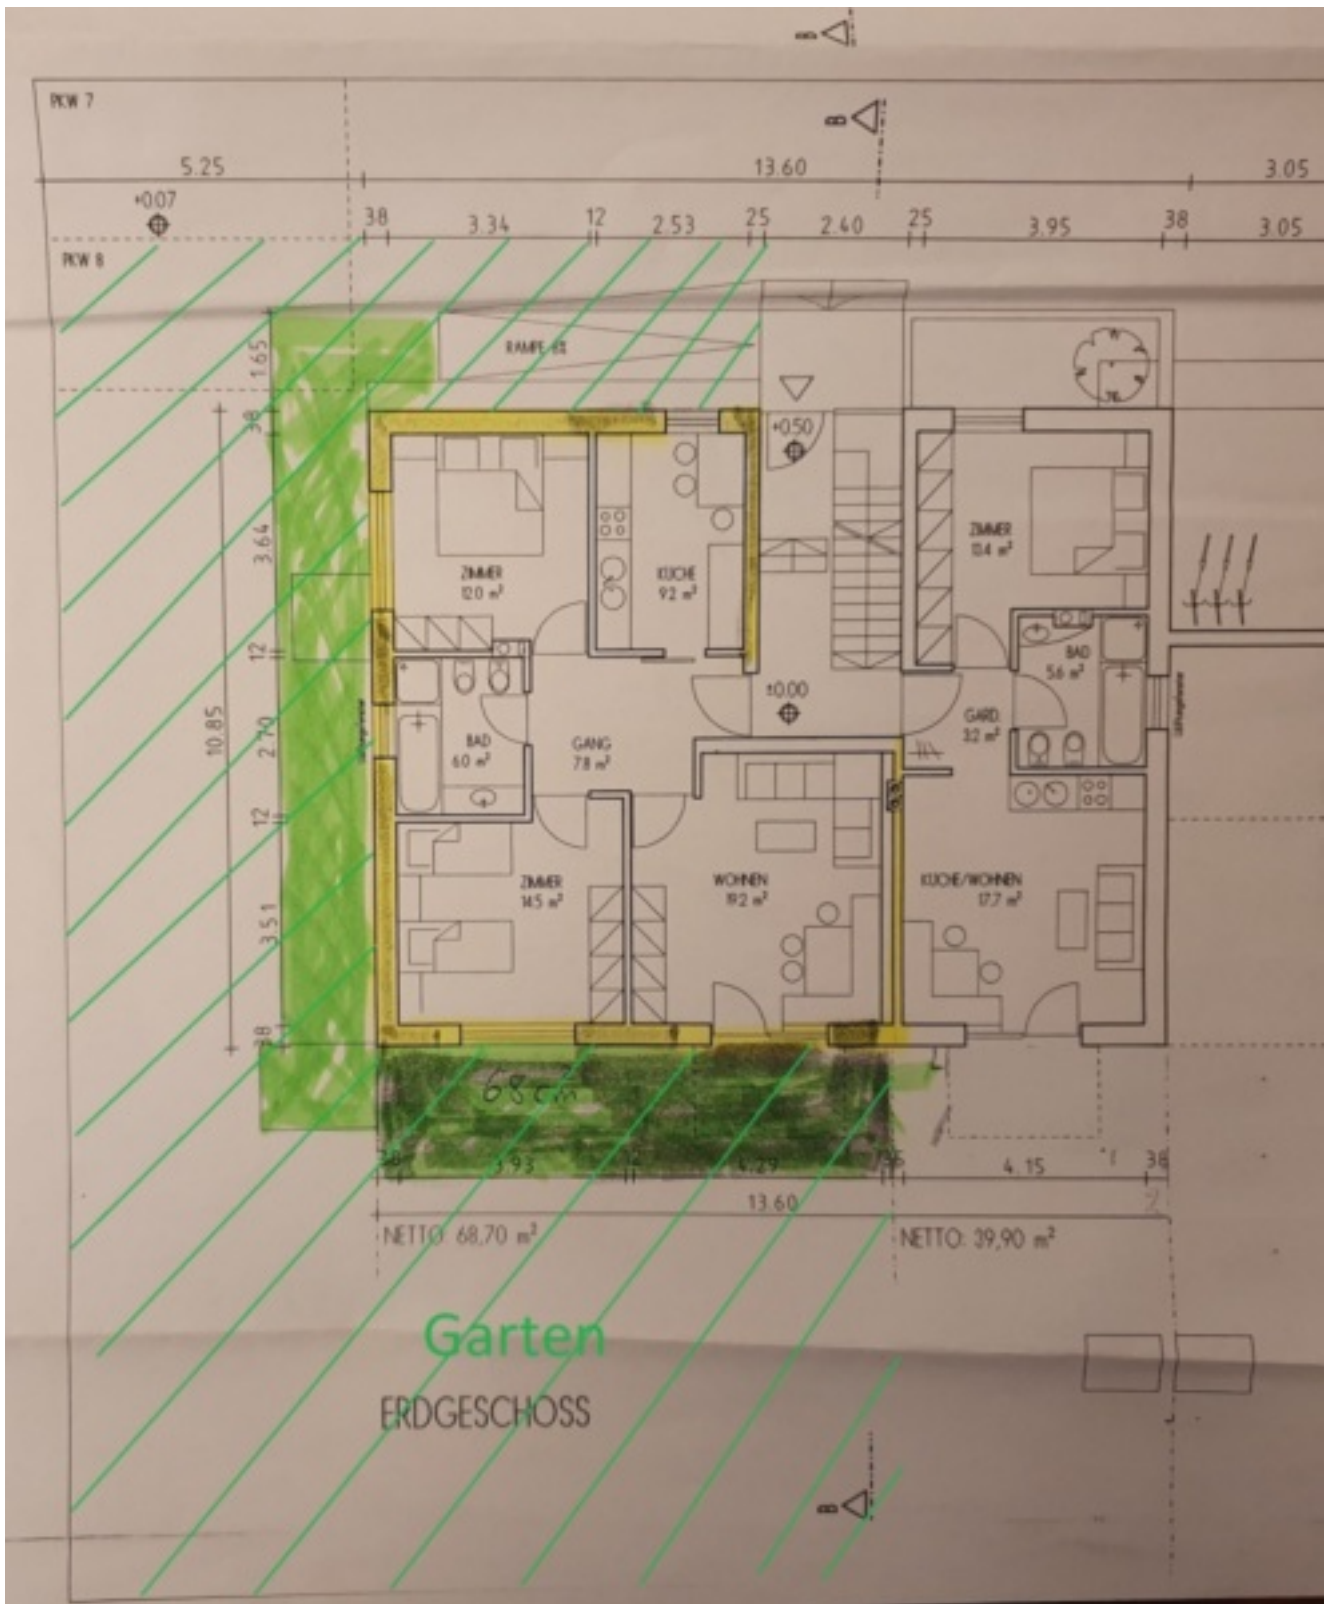 B
PKW 7
B
5.25
13.60
3.05
+0.07
38
3.34
12
2.53
25
2.40
25
3.95
38
3.05
PKW 8
1.65
RAMPE 6%
38
+0.50
3.64
ZIMMER
12.0 m²
KÜCHE
9.2 m²
ZIMMER
13.4 m²
12
BAD
5.6 m²
±0.00
10.85
2.70
BAD
6.0 m²
GANG
7.8 m²
GARD.
3.2 m²
12
3.51
ZIMMER
14.5 m²
WOHNEN
19.2 m²
KÜCHE/WOHNEN
17.7 m²
38
68cm
38
3.93
12
4.29
4.15
38
13.60
NETTO: 68,70 m²
NETTO: 39,90 m²
Garten
ERDGESCHOSS
B